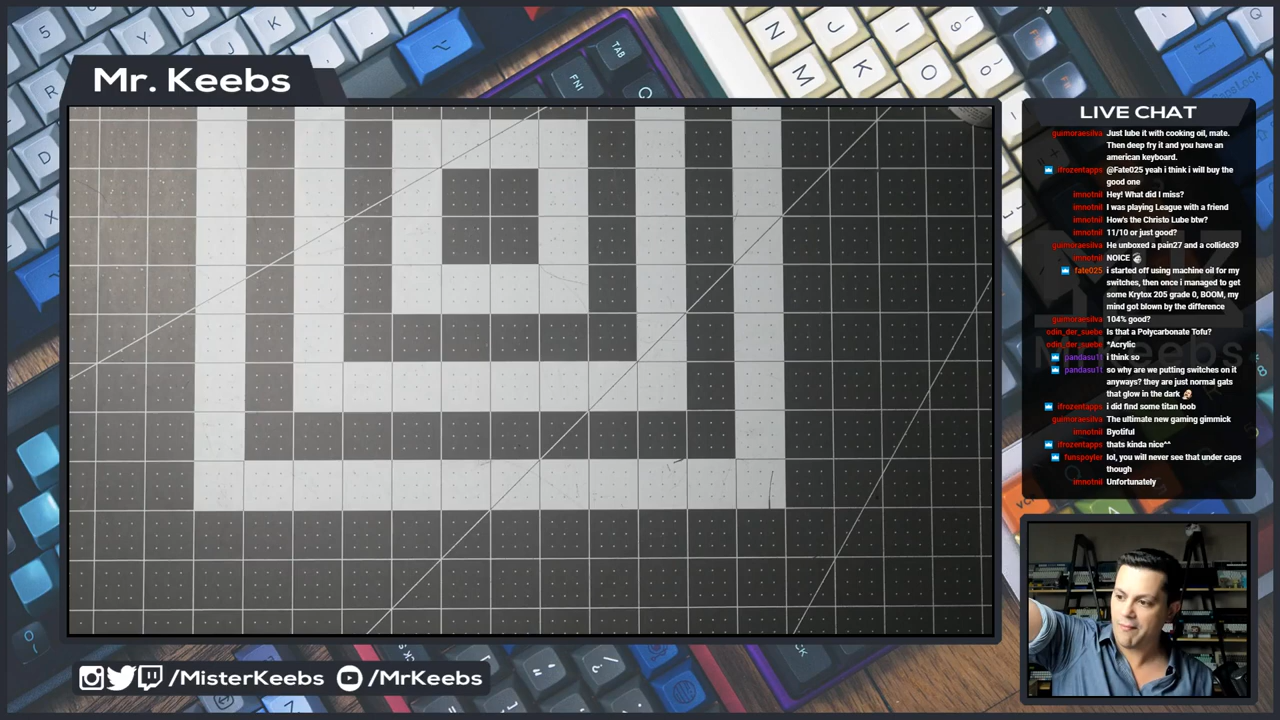 Mr. Keebs
LIVE CHAT
guimoraesilva Just lube it with cooking oil, mate.
Then deep fry it and you have an
american keyboard.
ifrozentapps @Fate025 yeah i think i will buy the
good one
imnotnil Hey! What did I miss?
imnotnil I was playing League with a friend
imnotnil How's the Christo Lube btw?
imnotnil 11/10 or just good?
guimoraesilva He unboxed a pain27 and a collide39
imnotnil NOICE
fate025 i started off using machine oil for my
switches, then once i managed to get
some Krytox 205 grade 0, BOOM, my
mind got blown by the difference
guimoraesilva 104% good?
odin_der_suebe Is that a Polycarbonate Tofu?
odin_der_suebe *Acrylic
pandasu1t i think so
pandasu1t so why are we putting switches on it
anyways? they are just normal gats
that glow in the dark
ifrozentapps i did find some titan loob
guimoraesilva The ultimate new gaming gimmick
imnotnil Byotiful
ifrozentapps thats kinda nice^^
funspoyler lol, you will never see that under caps
though
imnotnil Unfortunately
/MisterKeebs /MrKeebs
TAB
FN1
N
J
I
M
K
O
Y
U
J
K
5
R
D